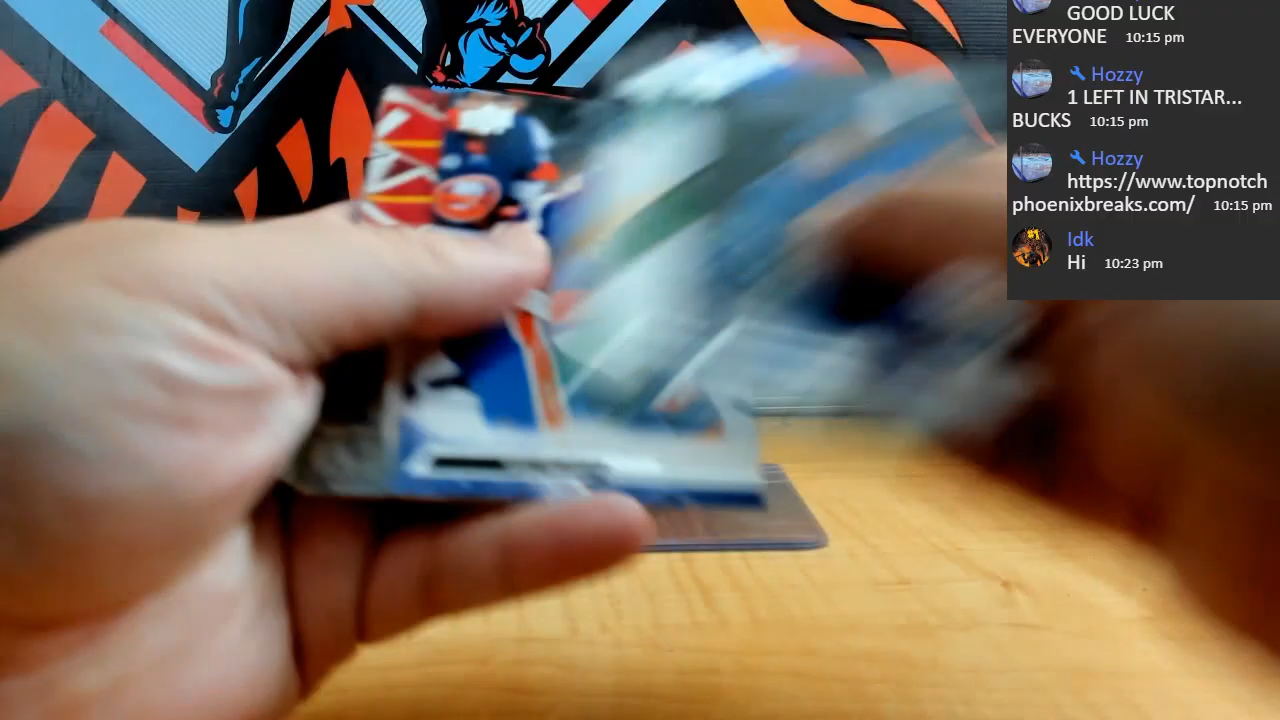 GOOD LUCK
EVERYONE 10:15 pm
Hozzy
1 LEFT IN TRISTAR...
BUCKS 10:15 pm
Hozzy
https://www.topnotch
phoenixbreaks.com/ 10:15 pm
#1
Idk
Hi 10:23 pm